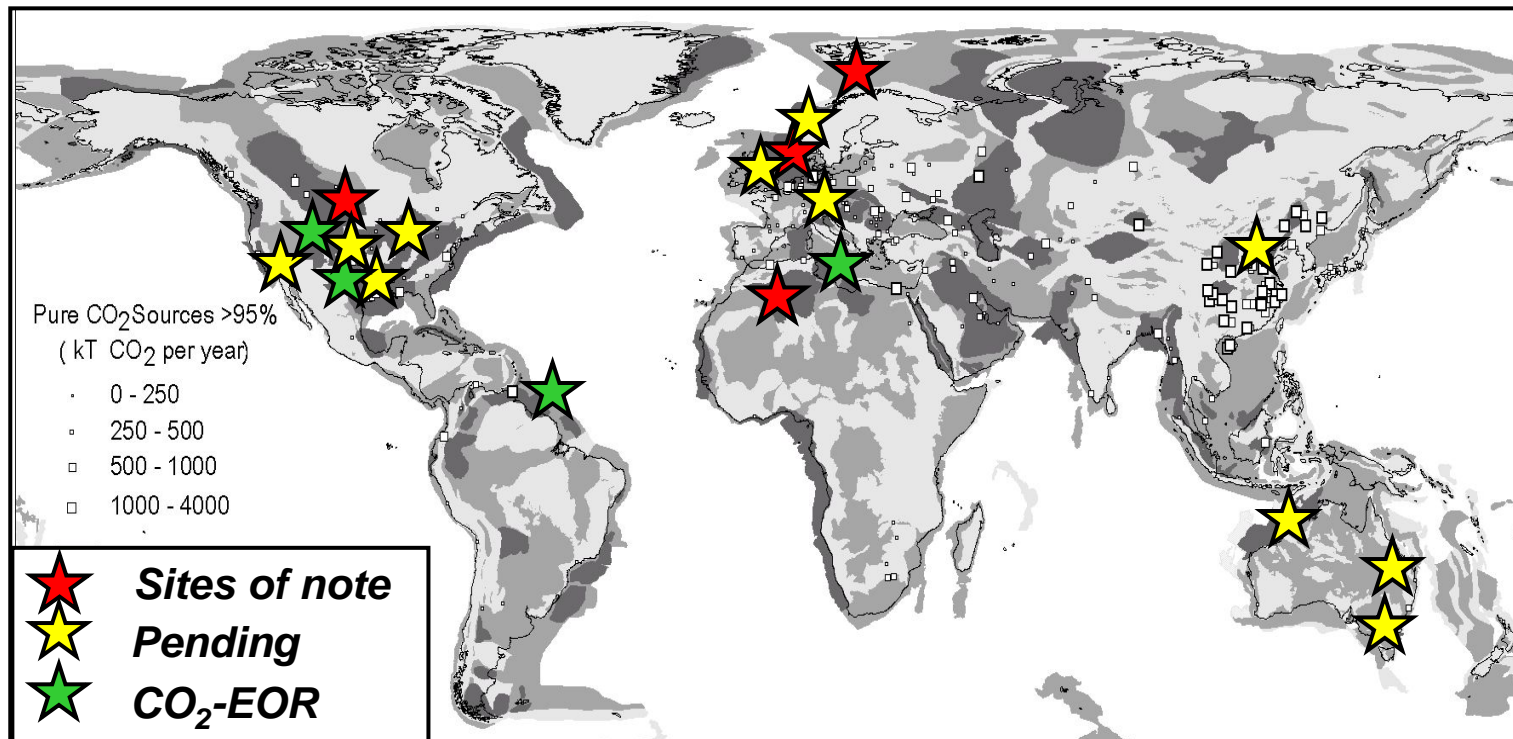 Pure CO2Sources >95%
( kT CO2 per year)
0 - 250
250 - 500
500 - 1000
1000 - 4000
Sites of note
Pending
CO2-EOR